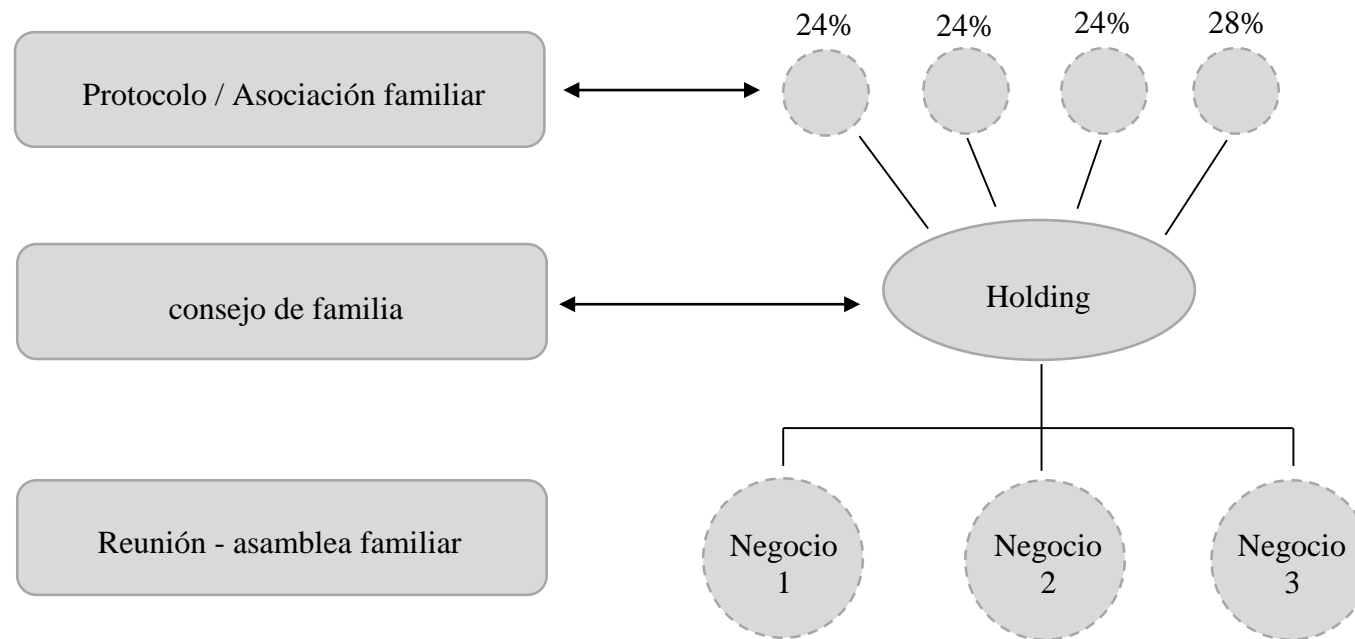 24% 24% 24% 28%
Protocolo / Asociación familiar
consejo de familia
Holding
Reunión - asamblea familiar
Negocio
1
Negocio
2
Negocio
3